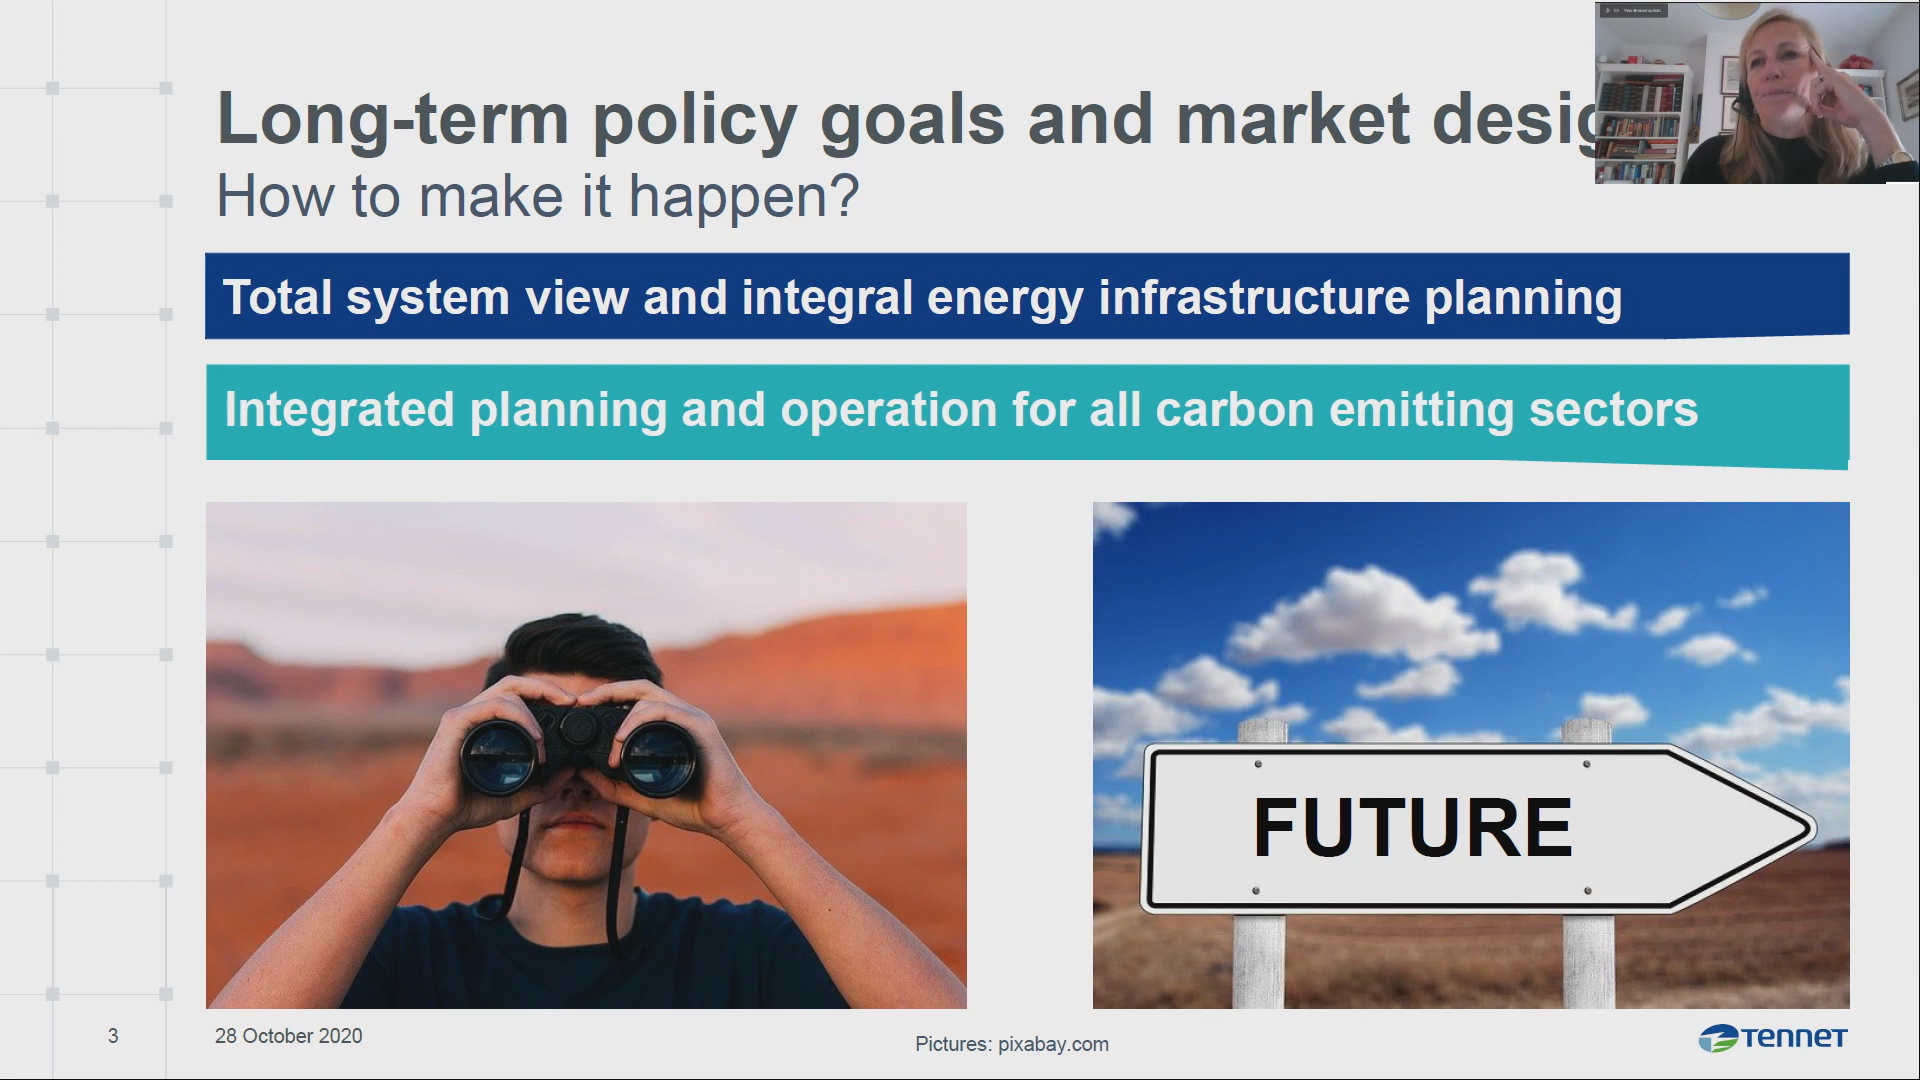 Long-term policy goals and market desig
How to make it happen?
Total system view and integral energy infrastructure planning
Integrated planning and operation for all carbon emitting sectors
FUTURE
3
28 October 2020
Pictures: pixabay.com
TENNET